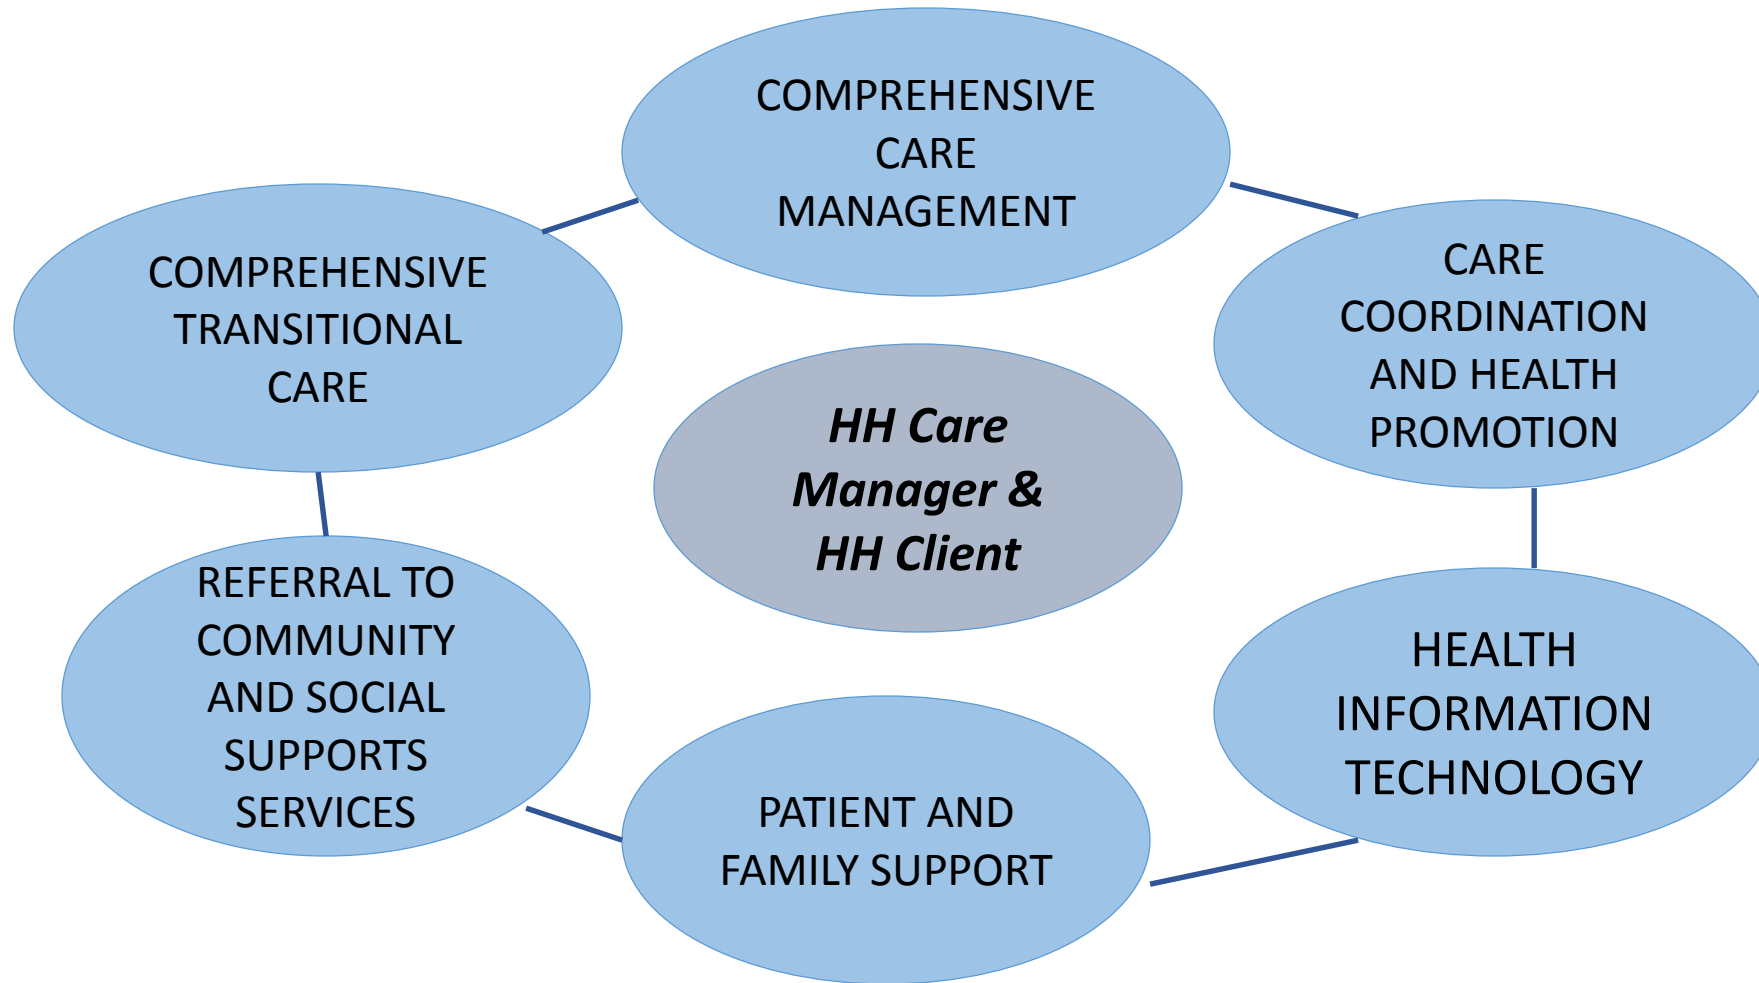 COMPREHENSIVE
CARE
MANAGEMENT
COMPREHENSIVE
TRANSITIONAL
CARE
CARE
COORDINATION
AND HEALTH
PROMOTION
HH Care
Manager &
HH Client
REFERRAL TO
COMMUNITY
AND SOCIAL
SUPPORTS
SERVICES
HEALTH
INFORMATION
TECHNOLOGY
PATIENT AND
FAMILY SUPPORT